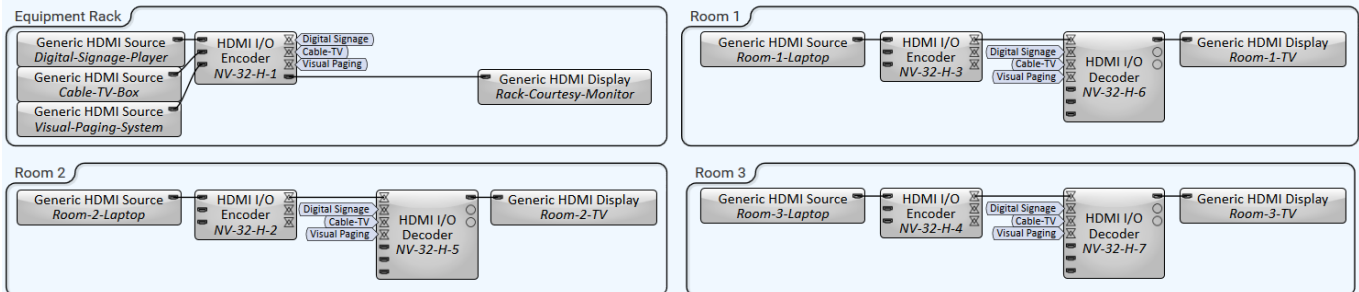 Equipment Rack
Generic HDMI Source
Digital-Signage-Player
Generic HDMI Source
Cable-TV-Box
Generic HDMI Source
Visual-Paging-System
HDMI I/O
Encoder
NV-32-H-1
Digital Signage
Cable-TV
Visual Paging
Generic HDMI Display
Rack-Courtesy-Monitor
Room 1
Generic HDMI Source
Room-1-Laptop
HDMI I/O
Encoder
NV-32-H-3
Digital Signage
Cable-TV
Visual Paging
HDMI I/O
Decoder
NV-32-H-6
Generic HDMI Display
Room-1-TV
Room 2
Generic HDMI Source
Room-2-Laptop
HDMI I/O
Encoder
NV-32-H-2
Digital Signage
Cable-TV
Visual Paging
HDMI I/O
Decoder
NV-32-H-5
Generic HDMI Display
Room-2-TV
Room 3
Generic HDMI Source
Room-3-Laptop
HDMI I/O
Encoder
NV-32-H-4
Digital Signage
Cable-TV
Visual Paging
HDMI I/O
Decoder
NV-32-H-7
Generic HDMI Display
Room-3-TV